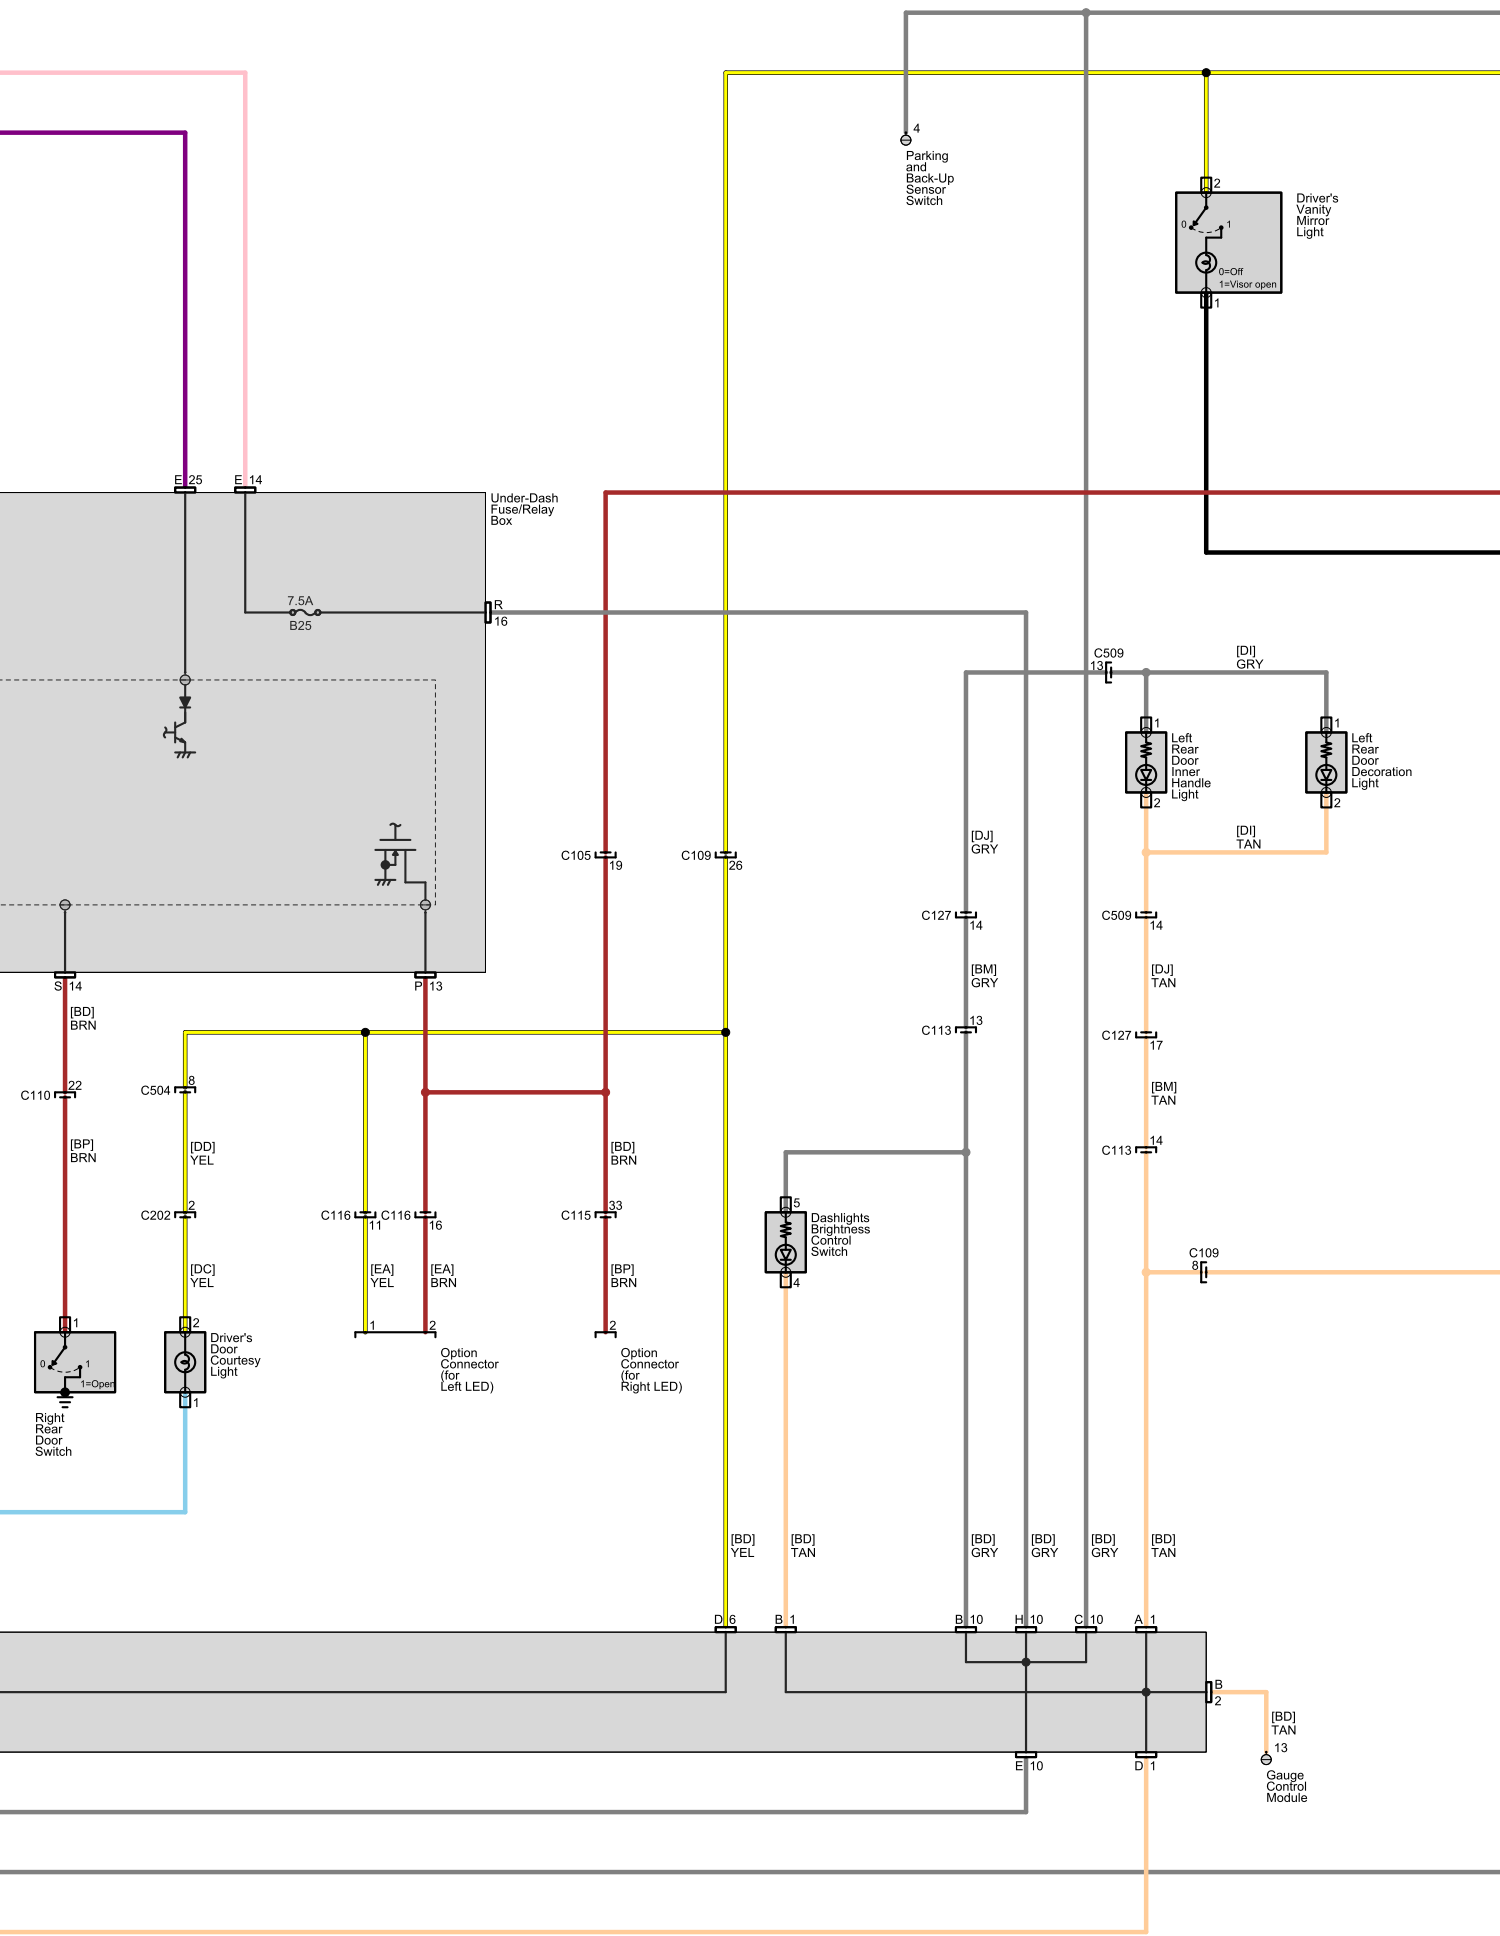 4
Parking
and
Back-Up
Sensor
Switch
2
Driver's
Vanity
Mirror
Light
0 1
0=Off
1=Visor open
1
E 25
E 14
Under-Dash
Fuse/Relay
Box
7.5A
B25
R
16
C509
13
[DI]
GRY
1
Left
Rear
Door
Inner
Handle
Light
2
1
Left
Rear
Door
Decoration
Light
2
[DI]
TAN
[DJ]
GRY
C105
19
C109
26
C127
14
C509
14
[BM]
GRY
[DJ]
TAN
S 14
P 13
[BD]
BRN
13
C113
C127
17
22
C110
8
C504
[BM]
TAN
[BP]
BRN
[DD]
YEL
[BD]
BRN
14
C113
2
C202
C116
11
C116
16
33
C115
5
Dashlights
Brightness
Control
Switch
4
C109
8
[DC]
YEL
[EA]
YEL
[EA]
BRN
[BP]
BRN
1
0 1
1=Open
Right
Rear
Door
Switch
2
Driver's
Door
Courtesy
Light
1
1
2
Option
Connector
(for
Left LED)
2
Option
Connector
(for
Right LED)
[BD]
YEL
[BD]
TAN
[BD]
GRY
[BD]
GRY
[BD]
GRY
[BD]
TAN
D 6
B 1
B 10
H 10
C 10
A 1
B
2
[BD]
TAN
13
Gauge
Control
Module
E 10
D 1